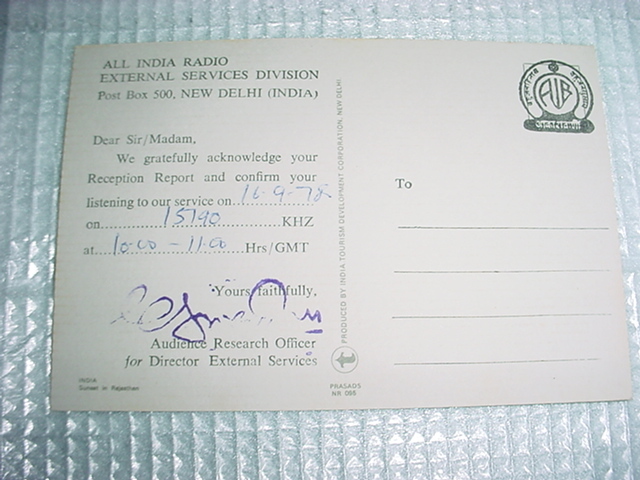 ALL INDIA RADIO
EXTERNAL SERVICES DIVISION
Post Box 500, NEW DELHI (INDIA)
Dear Sir/Madam,
We gratefully acknowledge your
Reception Report and confirm your
listening to our service on 16-9-78
on 15790 KHZ
at 10:00 - 11:00 Hrs/GMT
Yours faithfully,
Audience Research Officer
for Director External Services
INDIA
Sunset in Rajasthan
PRODUCED BY INDIA TOURISM DEVELOPMENT CORPORATION, NEW DELHI
PRASADS
NR 055
AIR
To